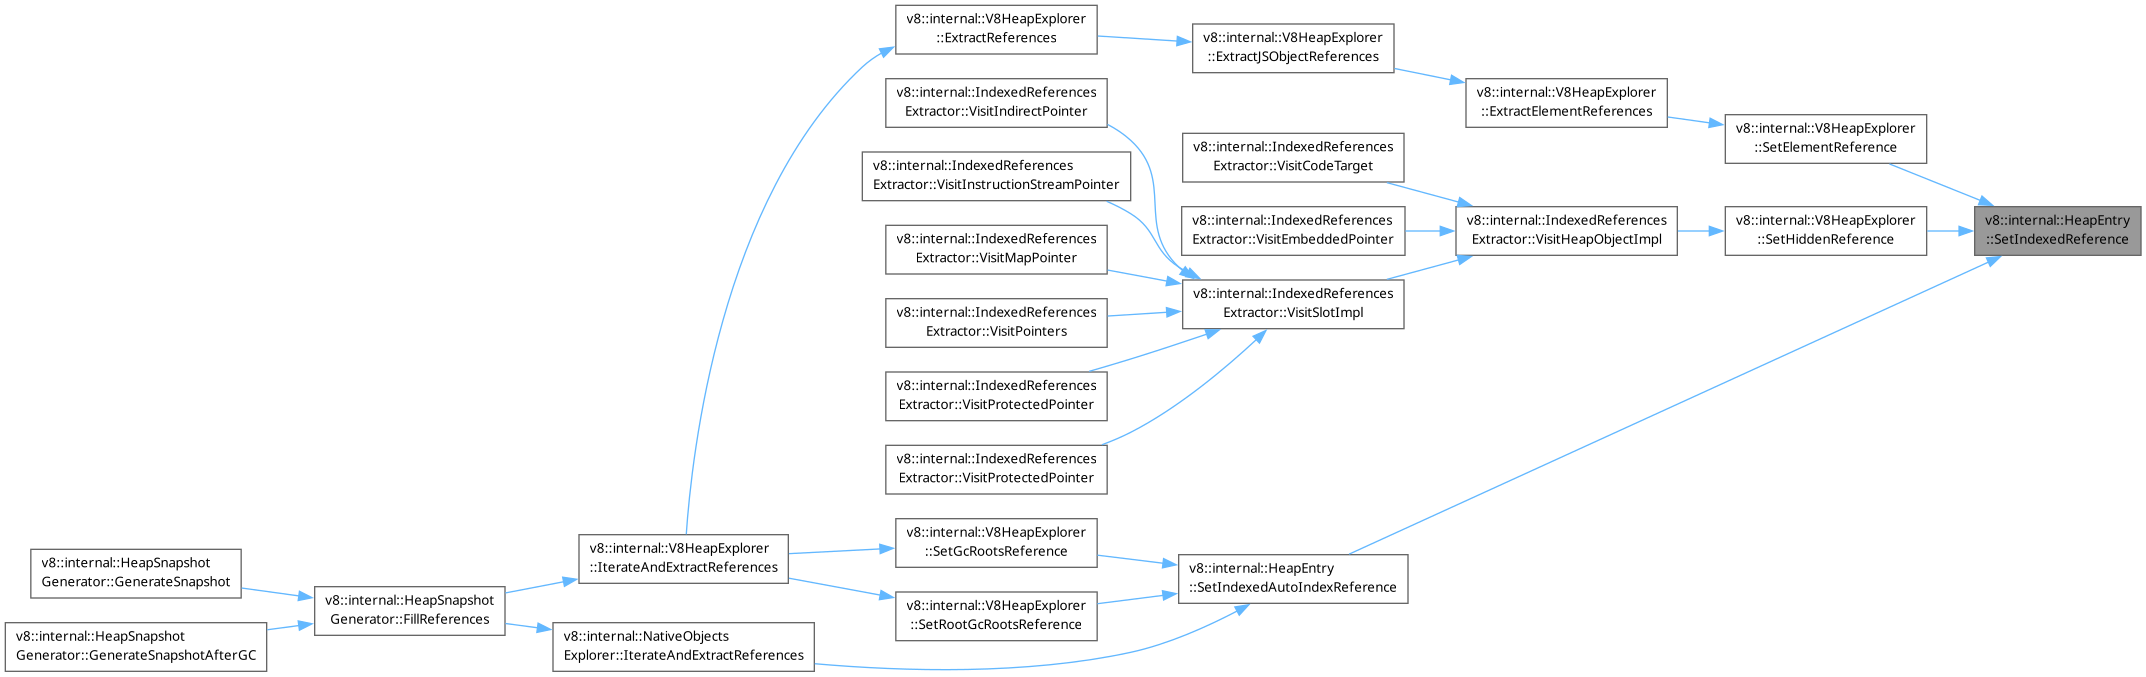 v8::internal::V8HeapExplorer
::ExtractReferences
v8::internal::V8HeapExplorer
::ExtractJSObjectReferences
v8::internal::IndexedReferences
Extractor::VisitIndirectPointer
v8::internal::V8HeapExplorer
::ExtractElementReferences
v8::internal::V8HeapExplorer
::SetElementReference
v8::internal::IndexedReferences
Extractor::VisitCodeTarget
v8::internal::IndexedReferences
Extractor::VisitInstructionStreamPointer
v8::internal::IndexedReferences
Extractor::VisitEmbeddedPointer
v8::internal::IndexedReferences
Extractor::VisitHeapObjectImpl
v8::internal::V8HeapExplorer
::SetHiddenReference
v8::internal::HeapEntry
::SetIndexedReference
v8::internal::IndexedReferences
Extractor::VisitMapPointer
v8::internal::IndexedReferences
Extractor::VisitSlotImpl
v8::internal::IndexedReferences
Extractor::VisitPointers
v8::internal::IndexedReferences
Extractor::VisitProtectedPointer
v8::internal::IndexedReferences
Extractor::VisitProtectedPointer
v8::internal::V8HeapExplorer
::SetGcRootsReference
v8::internal::V8HeapExplorer
::IterateAndExtractReferences
v8::internal::HeapSnapshot
Generator::GenerateSnapshot
v8::internal::HeapEntry
::SetIndexedAutoIndexReference
v8::internal::HeapSnapshot
Generator::FillReferences
v8::internal::V8HeapExplorer
::SetRootGcRootsReference
v8::internal::HeapSnapshot
Generator::GenerateSnapshotAfterGC
v8::internal::NativeObjects
Explorer::IterateAndExtractReferences